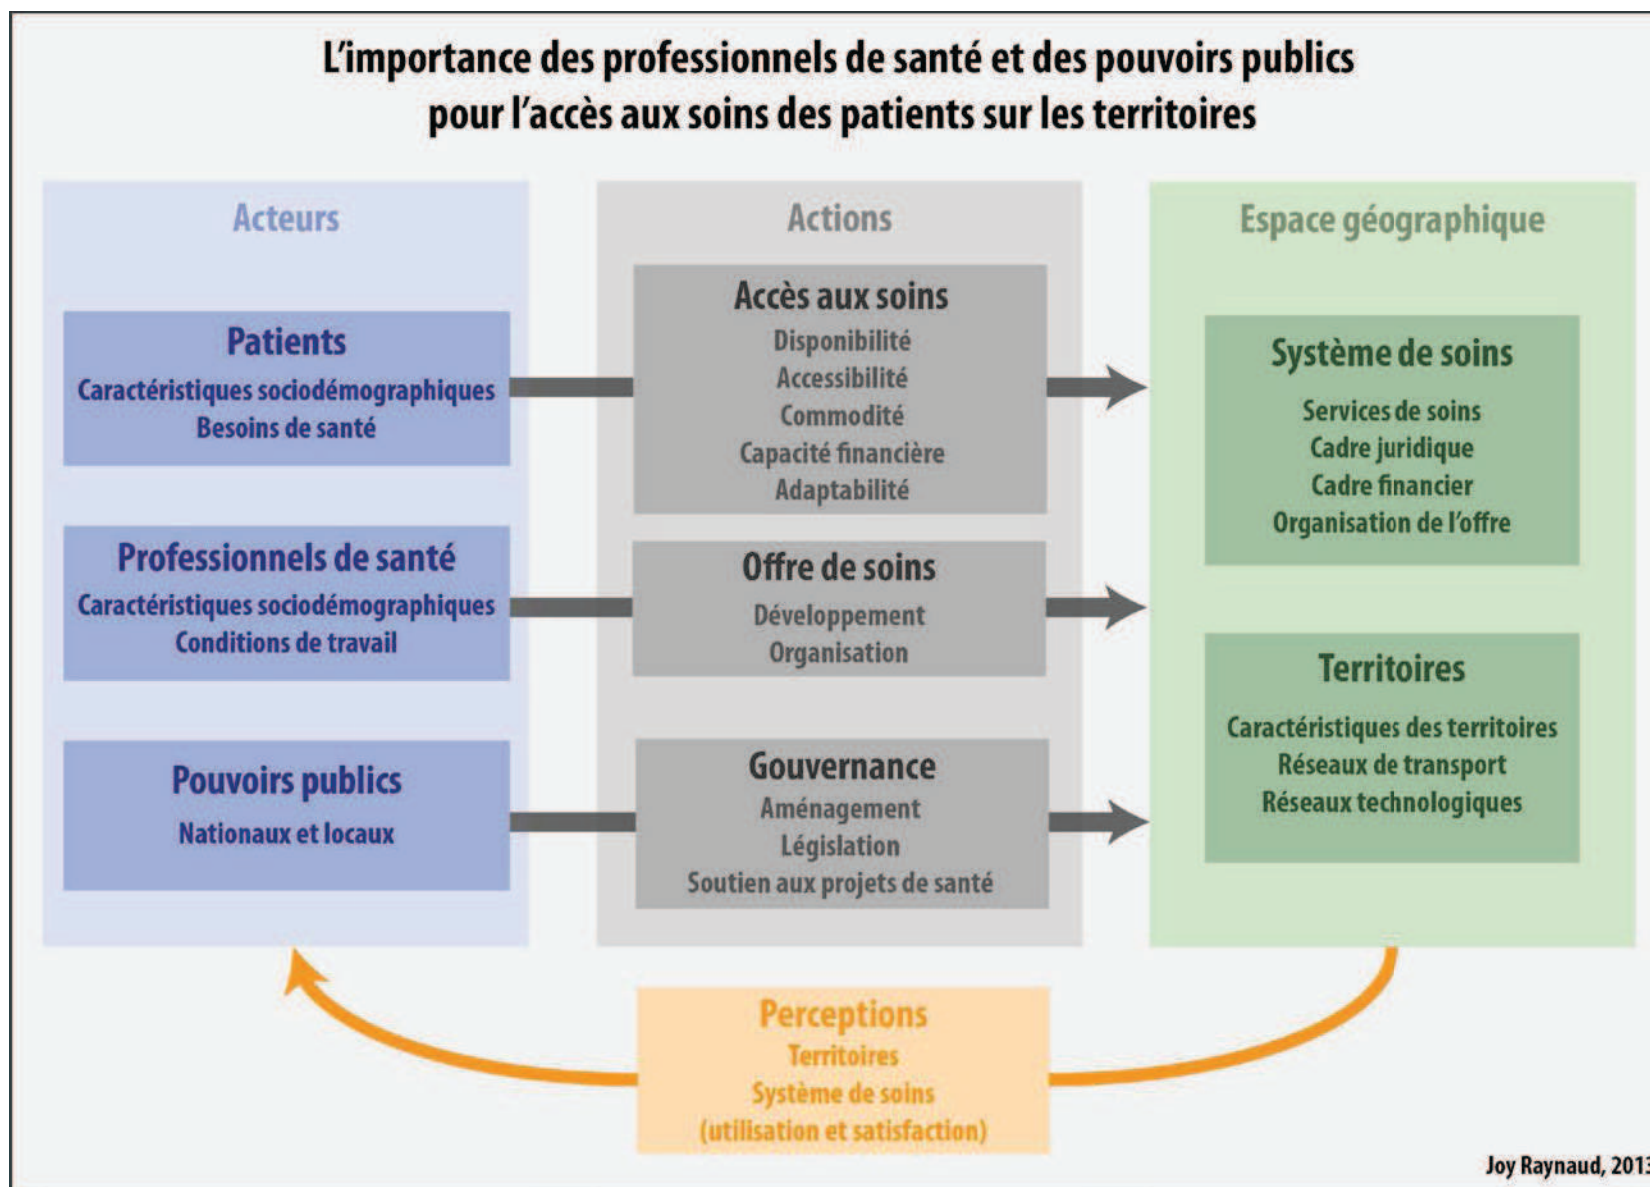 L'importance des professionnels de santé et des pouvoirs publics
pour l'accès aux soins des patients sur les territoires
Acteurs
Patients
Caractéristiques sociodémographiques
Besoins de santé
Professionnels de santé
Caractéristiques sociodémographiques
Conditions de travail
Pouvoirs publics
Nationaux et locaux
Actions
Accès aux soins
Disponibilité
Accessibilité
Commodité
Capacité financière
Adaptabilité
Offre de soins
Développement
Organisation
Gouvernance
Aménagement
Législation
Soutien aux projets de santé
Espace géographique
Système de soins
Services de soins
Cadre juridique
Cadre financier
Organisation de l'offre
Territoires
Caractéristiques des territoires
Réseaux de transport
Réseaux technologiques
Perceptions
Territoires
Système de soins
(utilisation et satisfaction)
Joy Raynaud, 2013